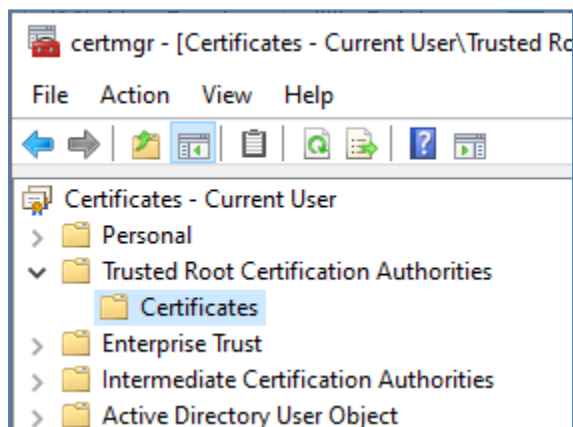 certmgr - [Certificates - Current User\Trusted Ro
File Action View Help
Certificates - Current User
Personal
Trusted Root Certification Authorities
Certificates
Enterprise Trust
Intermediate Certification Authorities
Active Directory User Object